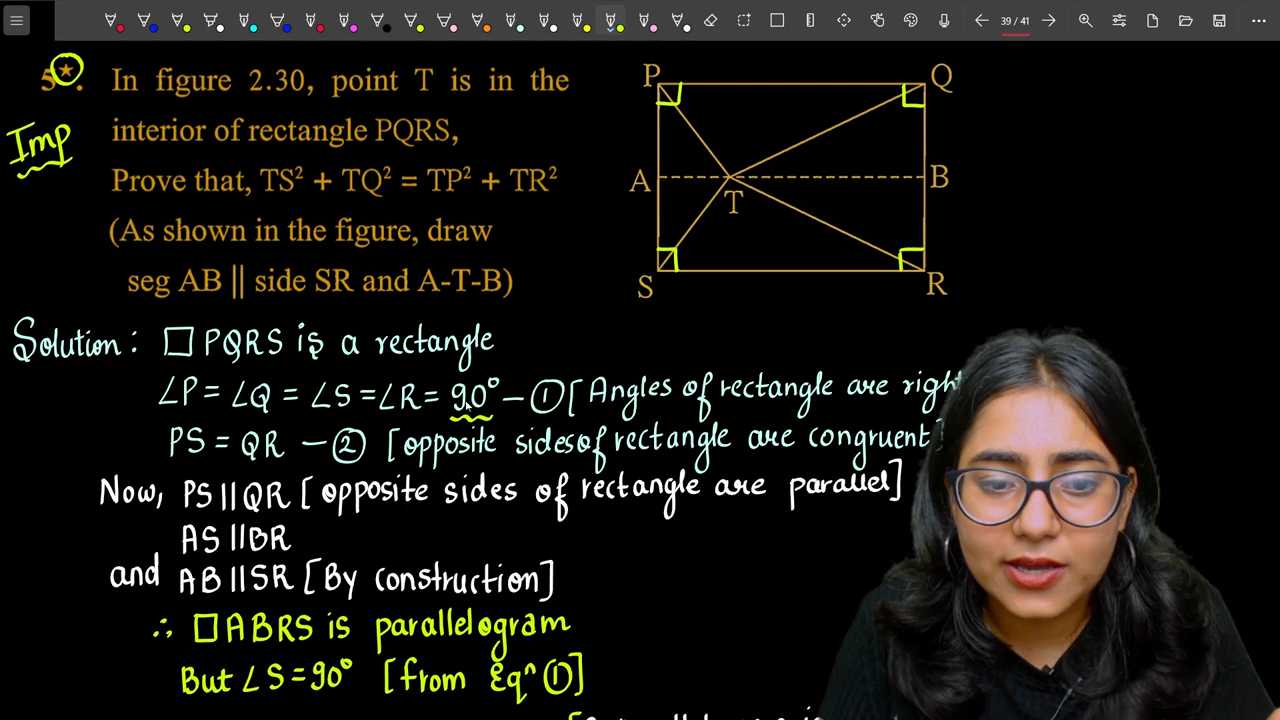 39 / 41
5*. In figure 2.30, point T is in the
interior of rectangle PQRS,
Imp
Prove that, TS² + TQ² = TP² + TR²
(As shown in the figure, draw
seg AB || side SR and A-T-B)
P
Q
A
T
B
S
R
Solution: □ PQRS is a rectangle
∠P = ∠Q = ∠S = ∠R = 90° — ① [Angles of rectangle are right
PS = QR — ② [opposite sides of rectangle are congruent]
Now, PS || QR [opposite sides of rectangle are parallel]
AS || BR
and AB || SR [By construction]
∴ □ ABRS is parallelogram
But ∠S = 90° [from Eqⁿ ①]